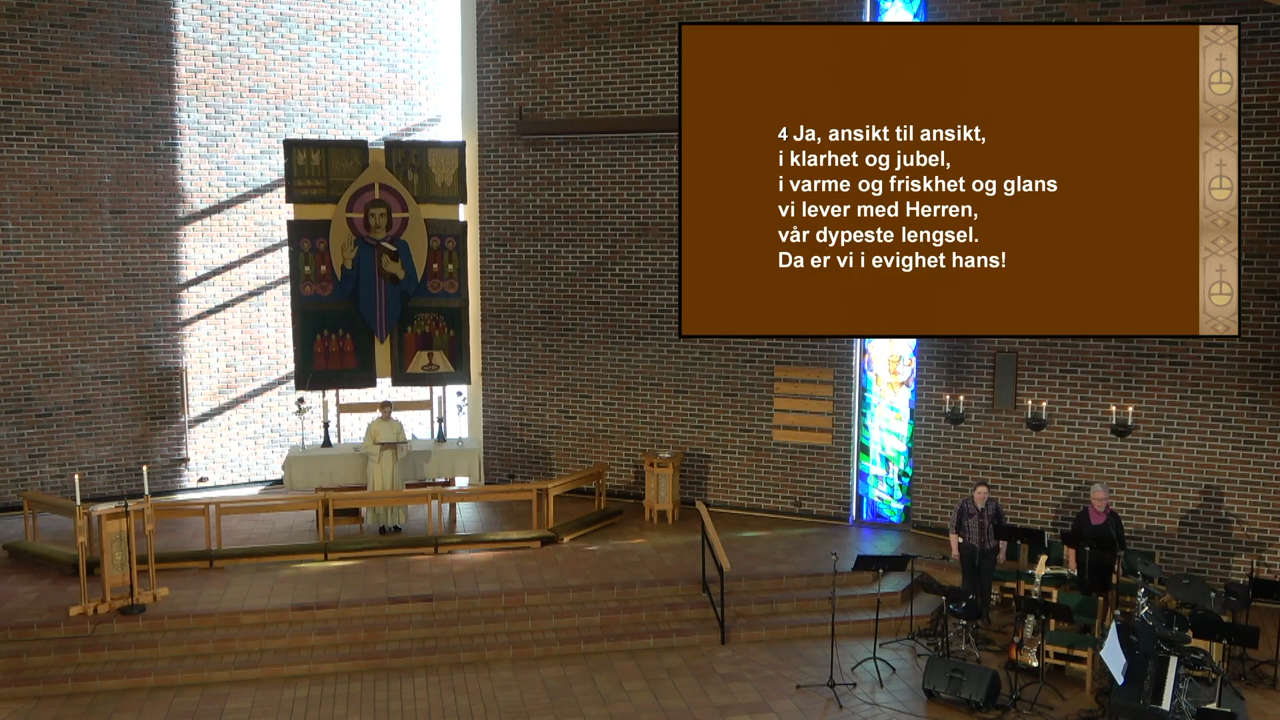 4 Ja, ansikt til ansikt,
i klarhet og jubel,
i varme og friskhet og glans
vi lever med Herren,
vår dypeste lengsel.
Da er vi i evighet hans!